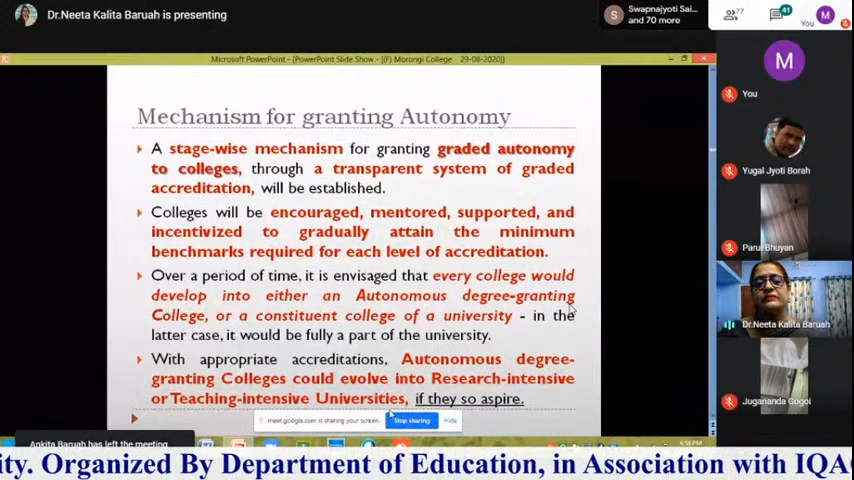 Dr.Neeta Kalita Baruah is presenting
Swapnajyoti Sai...
and 70 more
77
41
You
M
S
Microsoft PowerPoint - [PowerPoint Slide Show - [(F) Morongi College 29-08-2020]]
Mechanism for granting Autonomy
A stage-wise mechanism for granting graded autonomy
to colleges, through a transparent system of graded
accreditation, will be established.
Colleges will be encouraged, mentored, supported, and
incentivized to gradually attain the minimum
benchmarks required for each level of accreditation.
Over a period of time, it is envisaged that every college would
develop into either an Autonomous degree-granting
College, or a constituent college of a university - in the
latter case, it would be fully a part of the university.
With appropriate accreditations, Autonomous degree-
granting Colleges could evolve into Research-intensive
or Teaching-intensive Universities, if they so aspire.
meet.google.com is sharing your screen.
Stop sharing
Hide
M
You
Yugal Jyoti Borah
Parul Bhuyan
Dr.Neeta Kalita Baruah
Jugananda Gogoi
Ankita Baruah has left the meeting
6:56 PM
ity. Organized By Department of Education, in Association with IQA